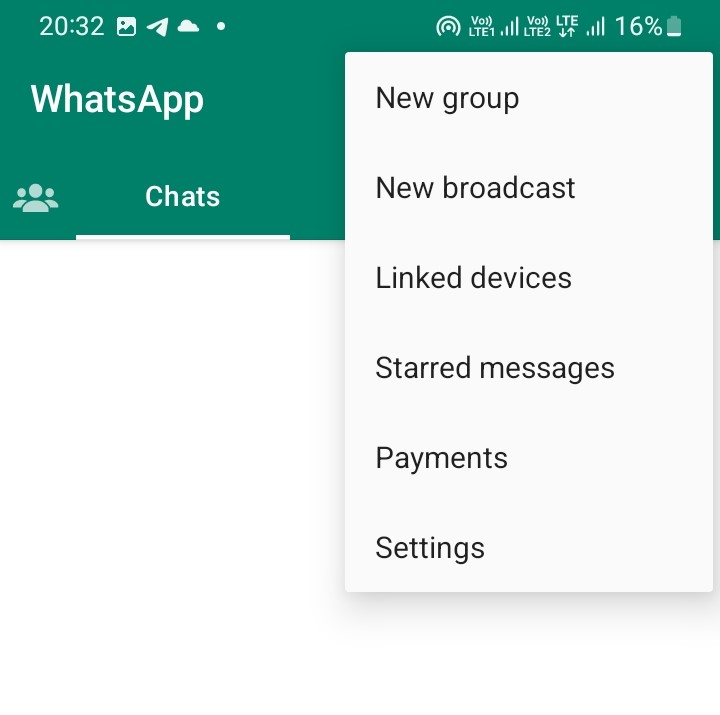 20:32 Vo)) LTE1 Vo)) LTE2 LTE 16%
WhatsApp
Chats
New group
New broadcast
Linked devices
Starred messages
Payments
Settings